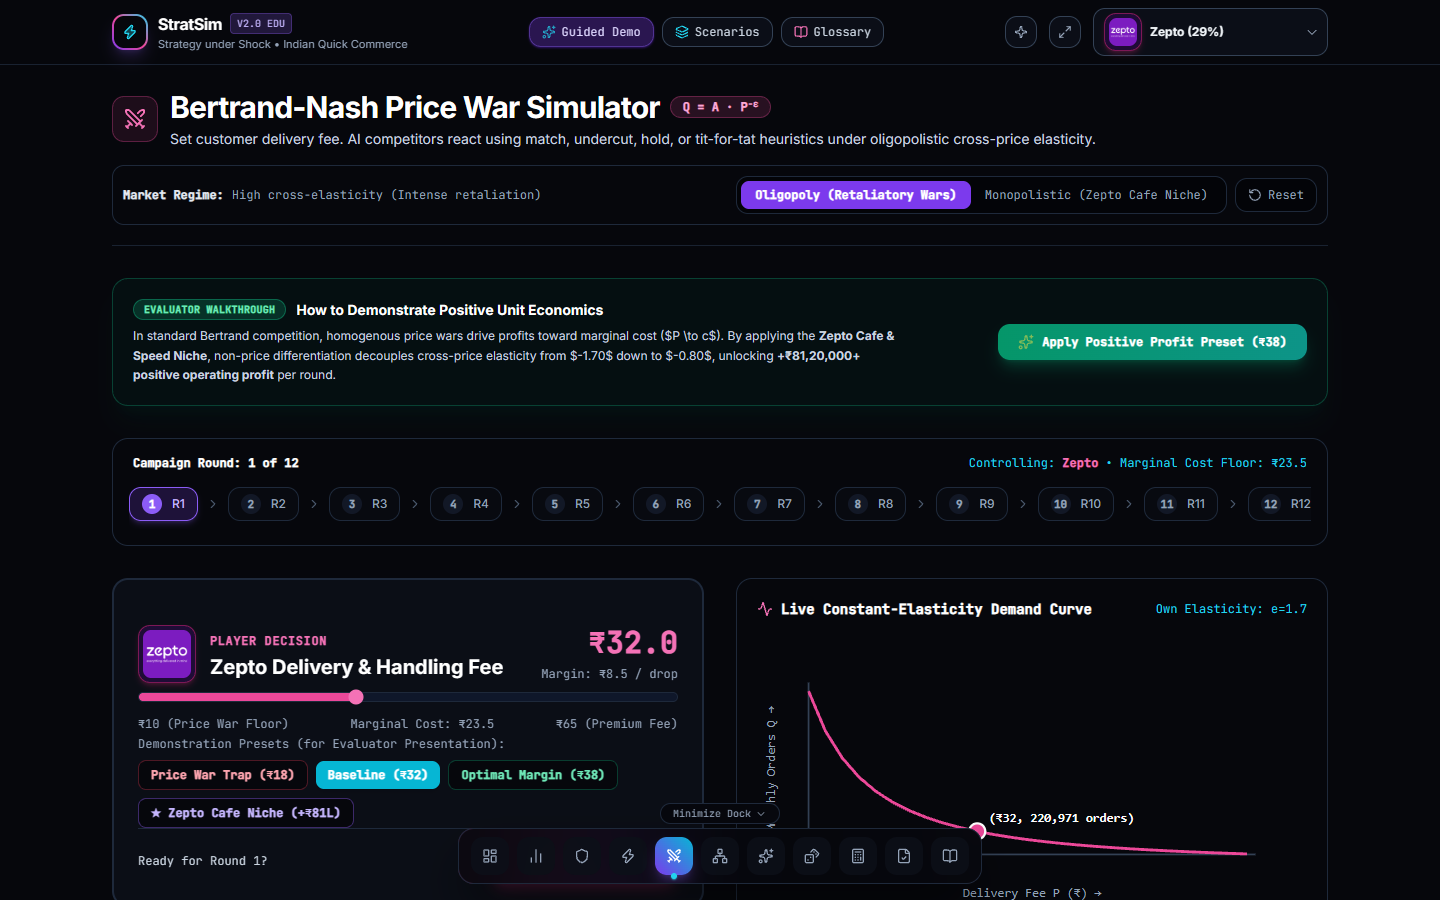 StratSim V2.0 EDU
Strategy under Shock • Indian Quick Commerce
Guided Demo
Scenarios
Glossary
zepto
Zepto (29%)
Bertrand-Nash Price War Simulator
Q = A · P^-ε
Set customer delivery fee. AI competitors react using match, undercut, hold, or tit-for-tat heuristics under oligopolistic cross-price elasticity.
Market Regime: High cross-elasticity (Intense retaliation)
Oligopoly (Retaliatory Wars)
Monopolistic (Zepto Cafe Niche)
Reset
EVALUATOR WALKTHROUGH How to Demonstrate Positive Unit Economics
In standard Bertrand competition, homogenous price wars drive profits toward marginal cost ($P \to c$). By applying the Zepto Cafe &
Speed Niche, non-price differentiation decouples cross-price elasticity from $-1.70$ down to $-0.80$, unlocking +₹81,20,000+
positive operating profit per round.
Apply Positive Profit Preset (₹38)
Campaign Round: 1 of 12
Controlling: Zepto • Marginal Cost Floor: ₹23.5
1 R1
2 R2
3 R3
4 R4
5 R5
6 R6
7 R7
8 R8
9 R9
10 R10
11 R11
12 R12
zepto
PLAYER DECISION
Zepto Delivery & Handling Fee
₹32.0
Margin: ₹8.5 / drop
₹10 (Price War Floor)
Marginal Cost: ₹23.5
₹65 (Premium Fee)
Demonstration Presets (for Evaluator Presentation):
Price War Trap (₹18)
Baseline (₹32)
Optimal Margin (₹38)
★ Zepto Cafe Niche (+₹81L)
Ready for Round 1?
Live Constant-Elasticity Demand Curve
Own Elasticity: e=1.7
Orders Q →
(₹32, 220,971 orders)
Delivery Fee P (₹) →
Minimize Dock